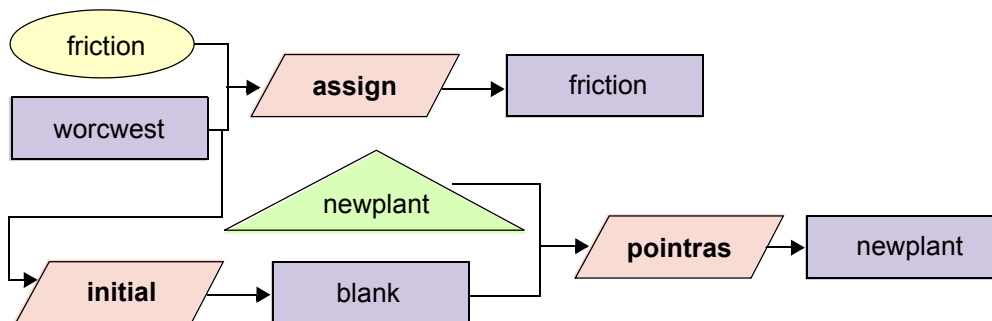 friction
assign
friction
worcwest
newplant
pointras
newplant
initial
blank